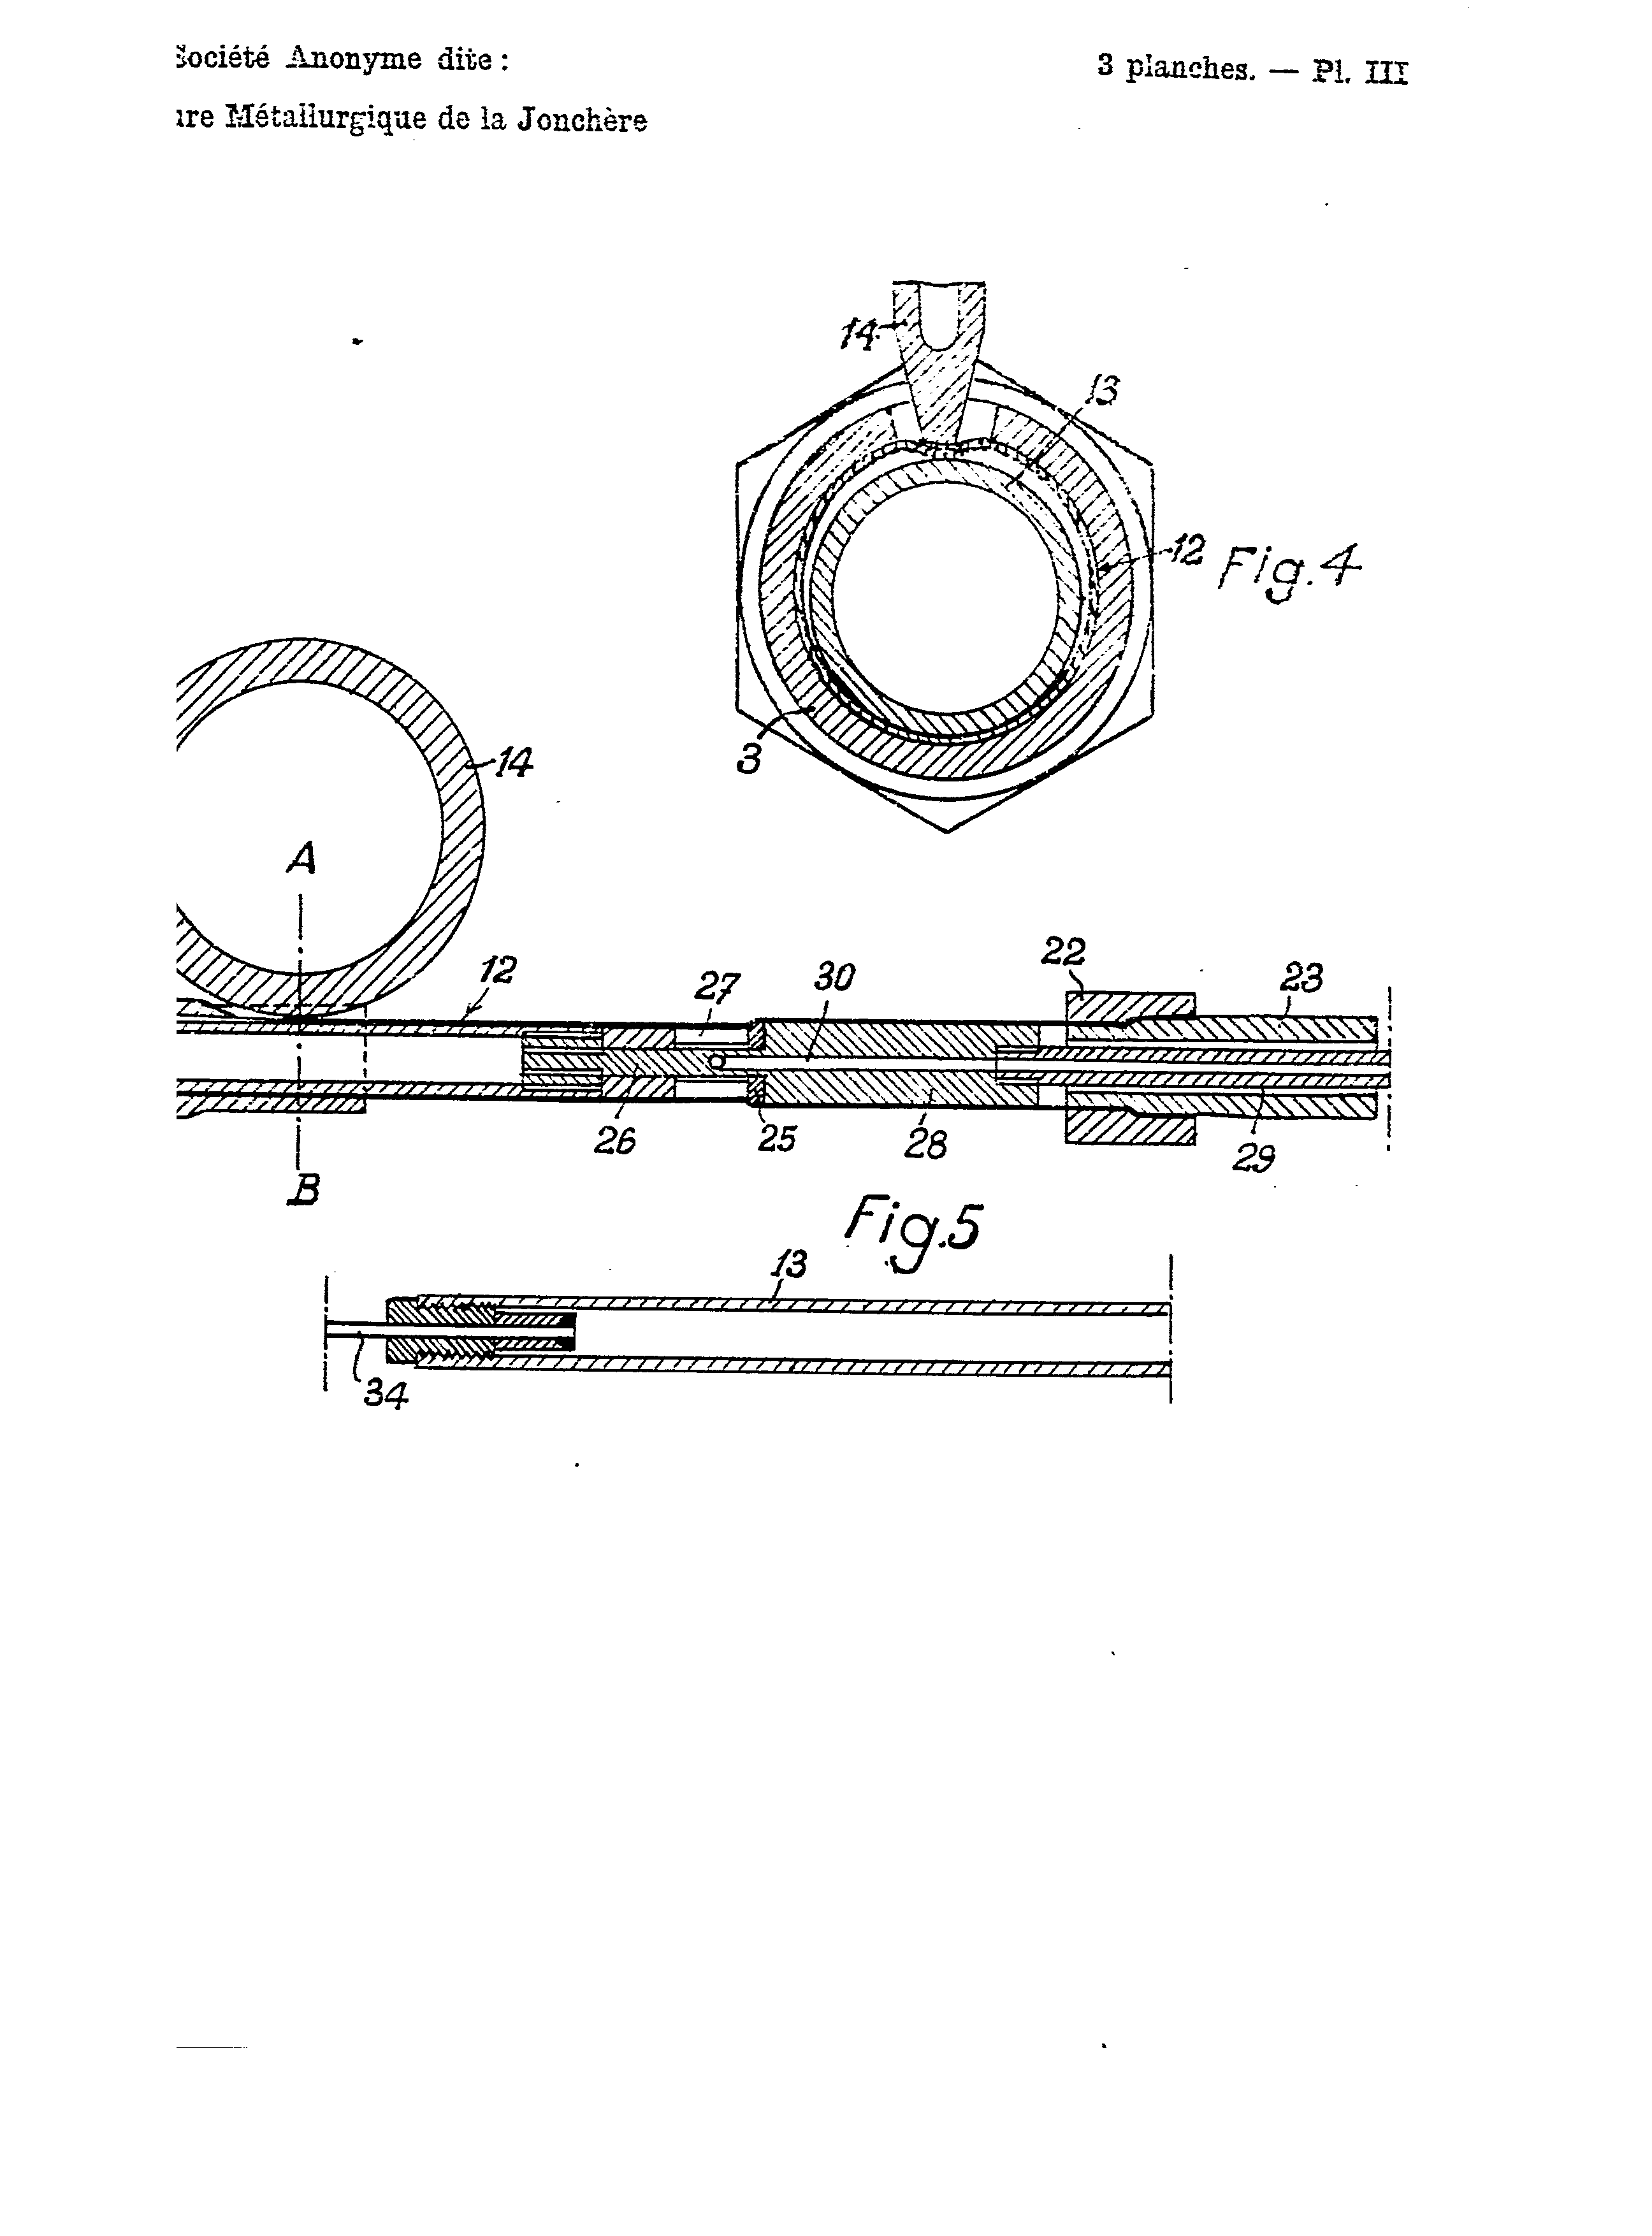 Société Anonyme dite :
Métallurgique de la Jonchère
3 planches. — Pl. III
14
13
12
Fig.4
3
14
A
12
27
30
22
23
26
25
28
29
B
Fig.5
13
34